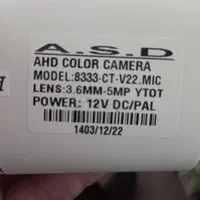 A.S.D
AHD COLOR CAMERA
MODEL:8333-CT-V22.MIC
LENS:3.6MM-5MP YTOT
POWER: 12V DC/PAL
1403/12/22